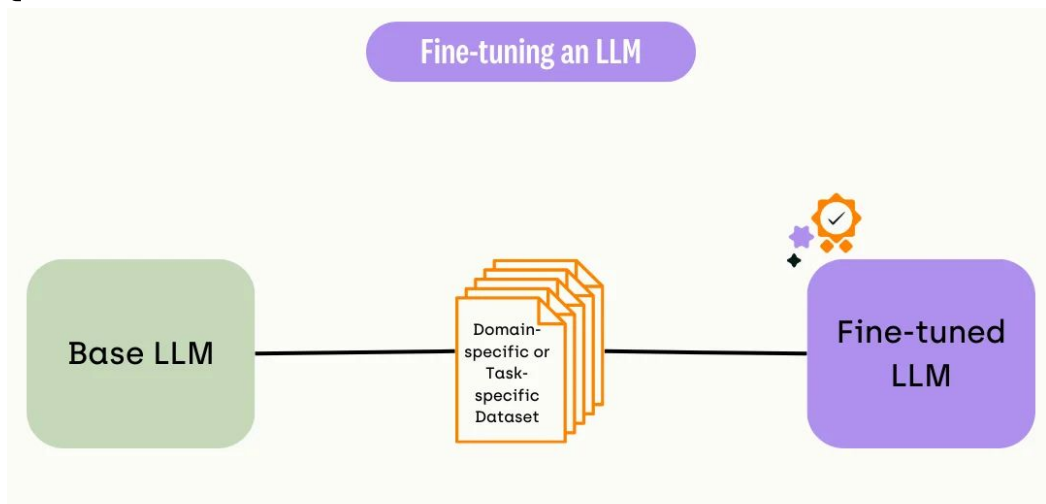 Fine-tuning an LLM
Base LLM
Domain-
specific or
Task-
specific
Dataset
Fine-tuned
LLM